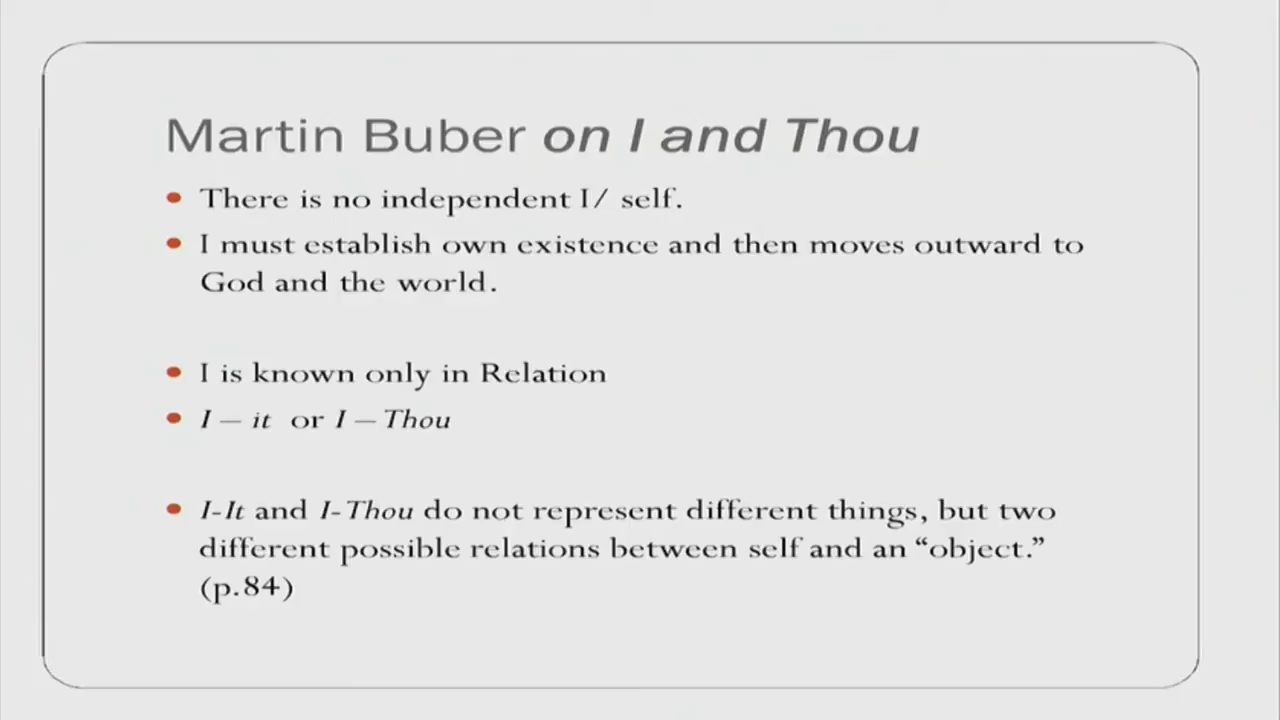 Martin Buber on I and Thou
There is no independent I/ self.
I must establish own existence and then moves outward to
God and the world.
I is known only in Relation
I – it or I – Thou
I-It and I-Thou do not represent different things, but two
different possible relations between self and an “object.”
(p.84)